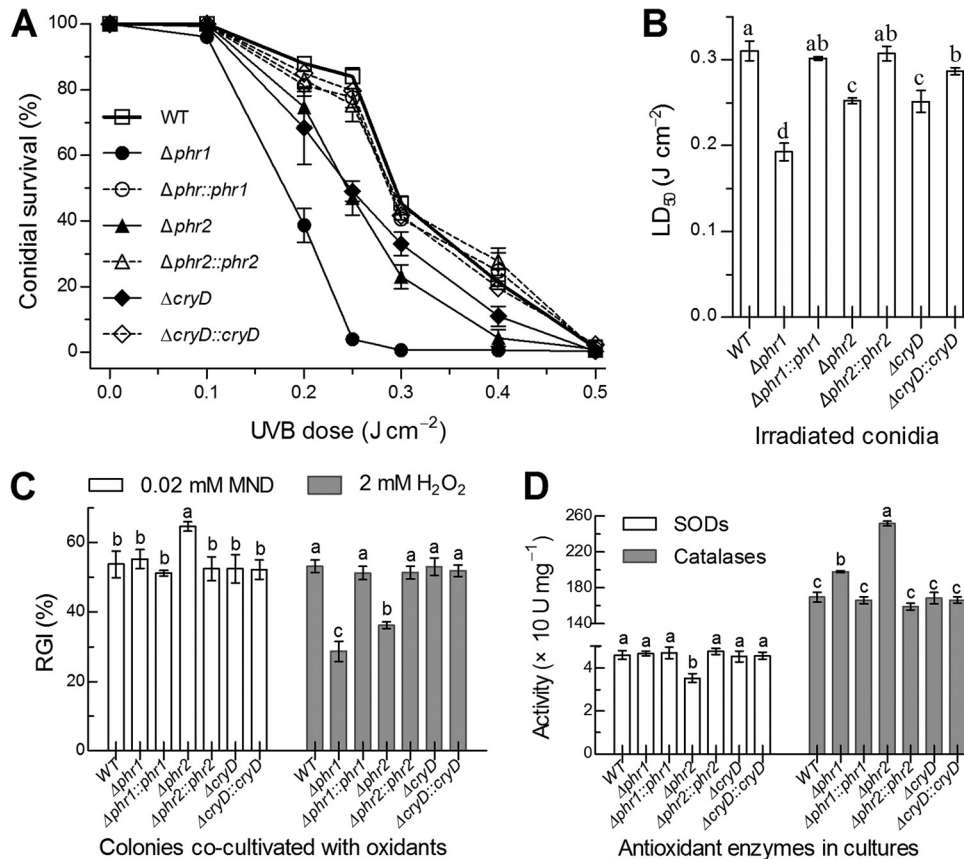 A
Conidial survival (%)
100
80
60
40
20
0
WT
Δphr1
Δphr::phr1
Δphr2
Δphr2::phr2
ΔcryD
ΔcryD::cryD
0.0 0.1 0.2 0.3 0.4 0.5
UVB dose (J cm⁻²)
B
LD₅₀ (J cm⁻²)
0.3
0.2
0.1
0.0
a d ab c ab c b
WT Δphr1 Δphr1::phr1 Δphr2 Δphr2::phr2 ΔcryD ΔcryD::cryD
Irradiated conidia
C
0.02 mM MND 2 mM H₂O₂
RGI (%)
60
40
20
0
b b b a b b b a c a b a a a
WT Δphr1 Δphr1::phr1 Δphr2 Δphr2::phr2 ΔcryD ΔcryD::cryD WT Δphr1 Δphr1::phr1 Δphr2 Δphr2::phr2 ΔcryD ΔcryD::cryD
Colonies co-cultivated with oxidants
D
SODs
Catalases
Activity (× 10 U mg⁻¹)
260
240
220
200
180
160
4
2
0
a a a b a a a c b c a c c c
WT Δphr1 Δphr1::phr1 Δphr2 Δphr2::phr2 ΔcryD ΔcryD::cryD WT Δphr1 Δphr1::phr1 Δphr2 Δphr2::phr2 ΔcryD ΔcryD::cryD
Antioxidant enzymes in cultures